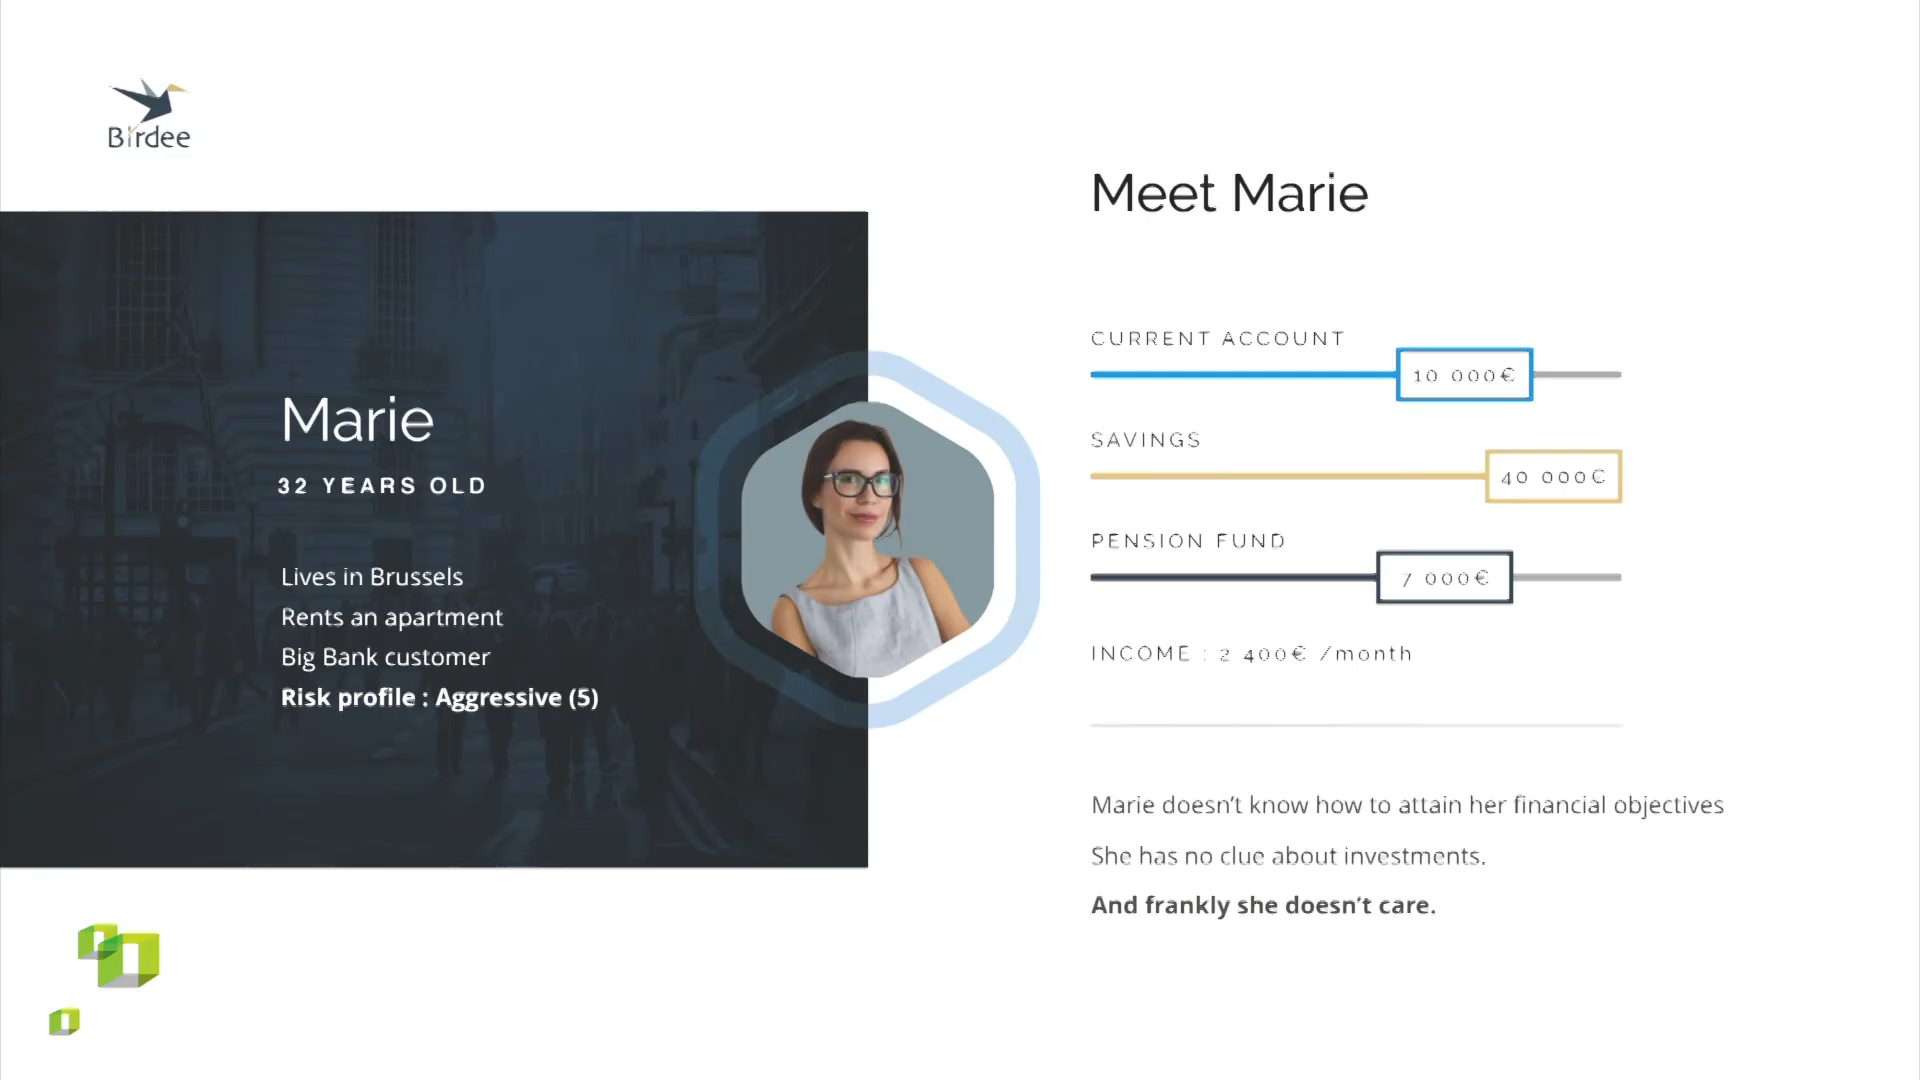 Birdee
Meet Marie
CURRENT ACCOUNT
10 000€
SAVINGS
40 000€
PENSION FUND
7 000€
INCOME : 2 400€ /month
Marie
32 YEARS OLD
Lives in Brussels
Rents an apartment
Big Bank customer
Risk profile : Aggressive (5)
Marie doesn't know how to attain her financial objectives
She has no clue about investments.
And frankly she doesn't care.